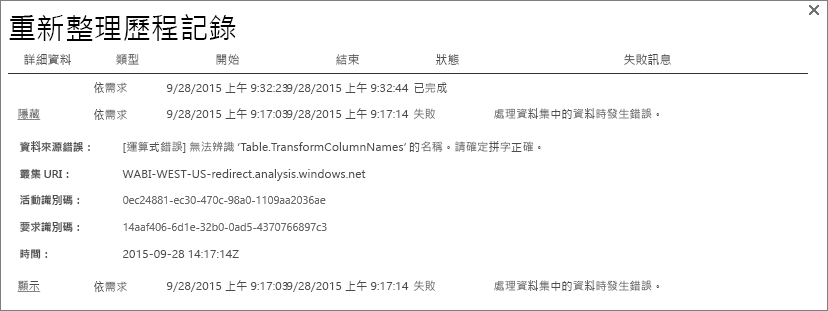 重新整理歷程記錄
詳細資料 類型 開始 結束 狀態 失敗訊息
依需求 9/28/2015 上午 9:32:23 9/28/2015 上午 9:32:44 已完成
隱藏 依需求 9/28/2015 上午 9:17:03 9/28/2015 上午 9:17:14 失敗 處理資料集中的資料時發生錯誤。
資料來源錯誤： [運算式錯誤] 無法辨識 'Table.TransformColumnNames' 的名稱。請確定拼字正確。
叢集 URI： WABI-WEST-US-redirect.analysis.windows.net
活動識別碼： 0ec24881-ec30-470c-98a0-1109aa2036ae
要求識別碼： 14aaf406-6d1e-32b0-0ad5-4370766897c3
時間： 2015-09-28 14:17:14Z
顯示 依需求 9/28/2015 上午 9:17:03 9/28/2015 上午 9:17:14 失敗 處理資料集中的資料時發生錯誤。